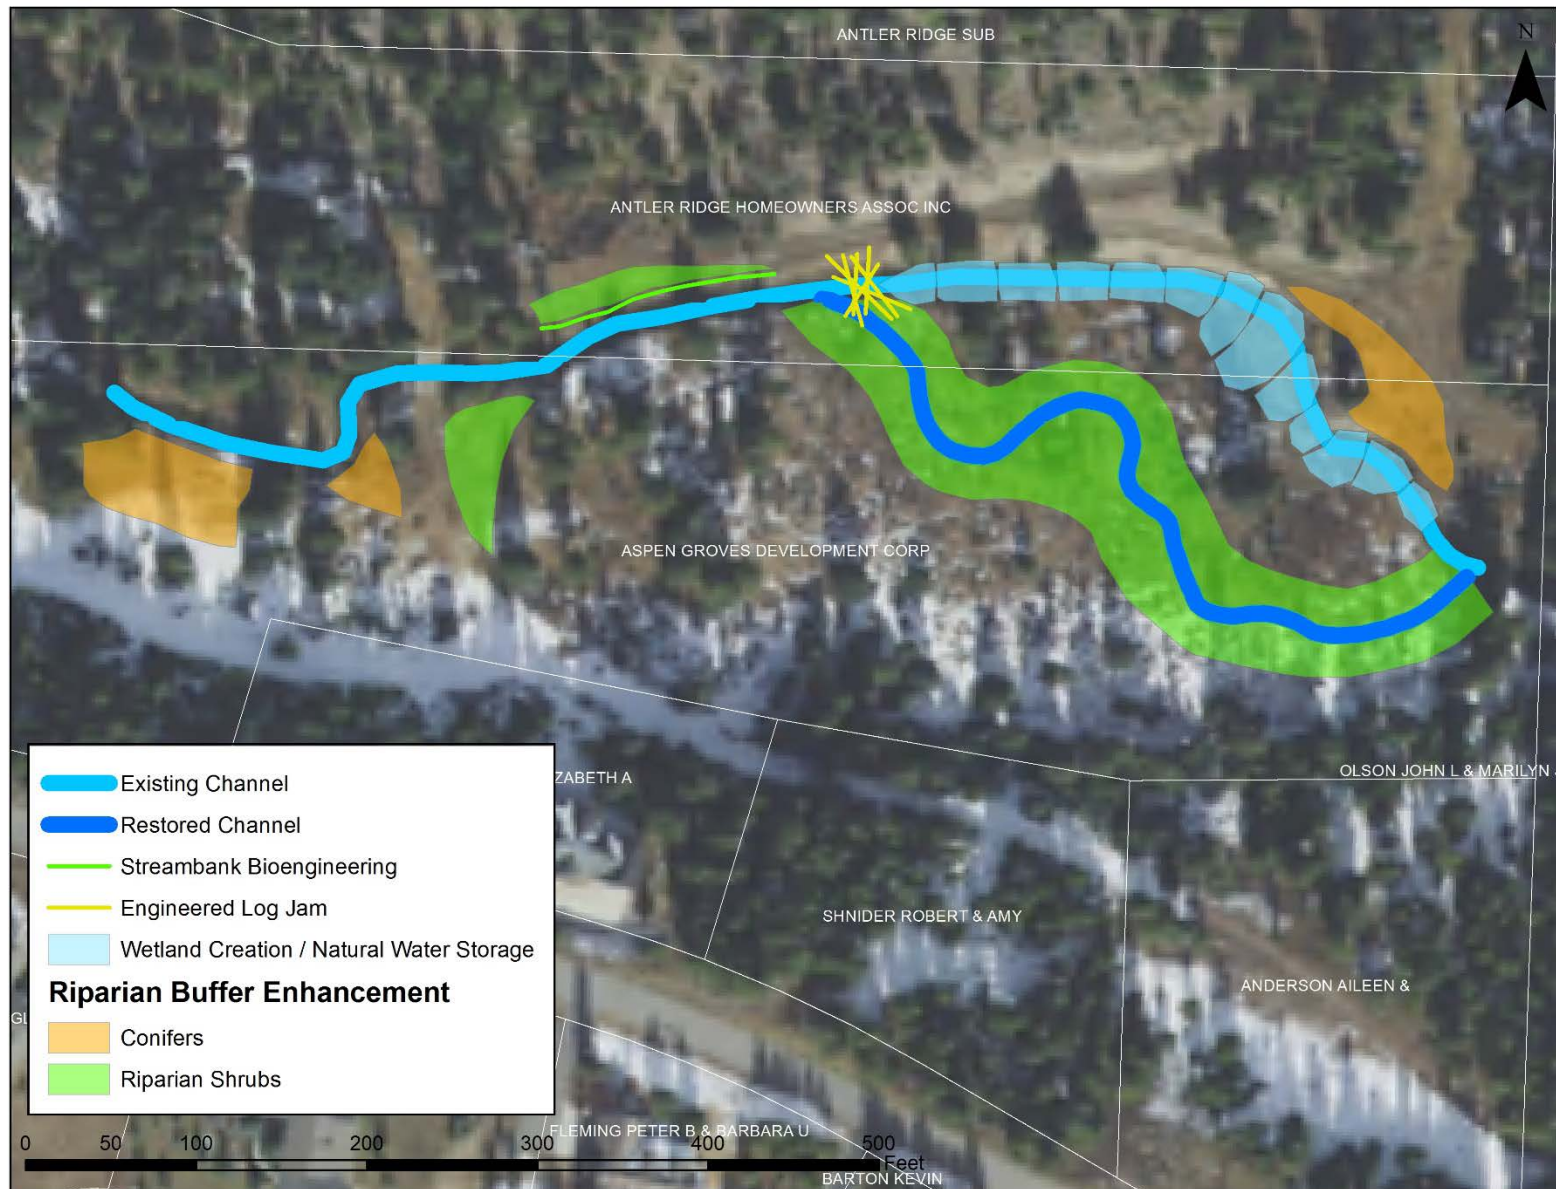 ANTLER RIDGE SUB
N
ANTLER RIDGE HOMEOWNERS ASSOC INC
ASPEN GROVES DEVELOPMENT CORP
ZABETH A
OLSON JOHN L & MARILYN
SHNIDER ROBERT & AMY
ANDERSON AILEEN &
Existing Channel
Restored Channel
Streambank Bioengineering
Engineered Log Jam
Wetland Creation / Natural Water Storage
Riparian Buffer Enhancement
Conifers
Riparian Shrubs
GL
FLEMING PETER B & BARBARA U
0 50 100 200 300 400 500
Feet
BARTON KEVIN